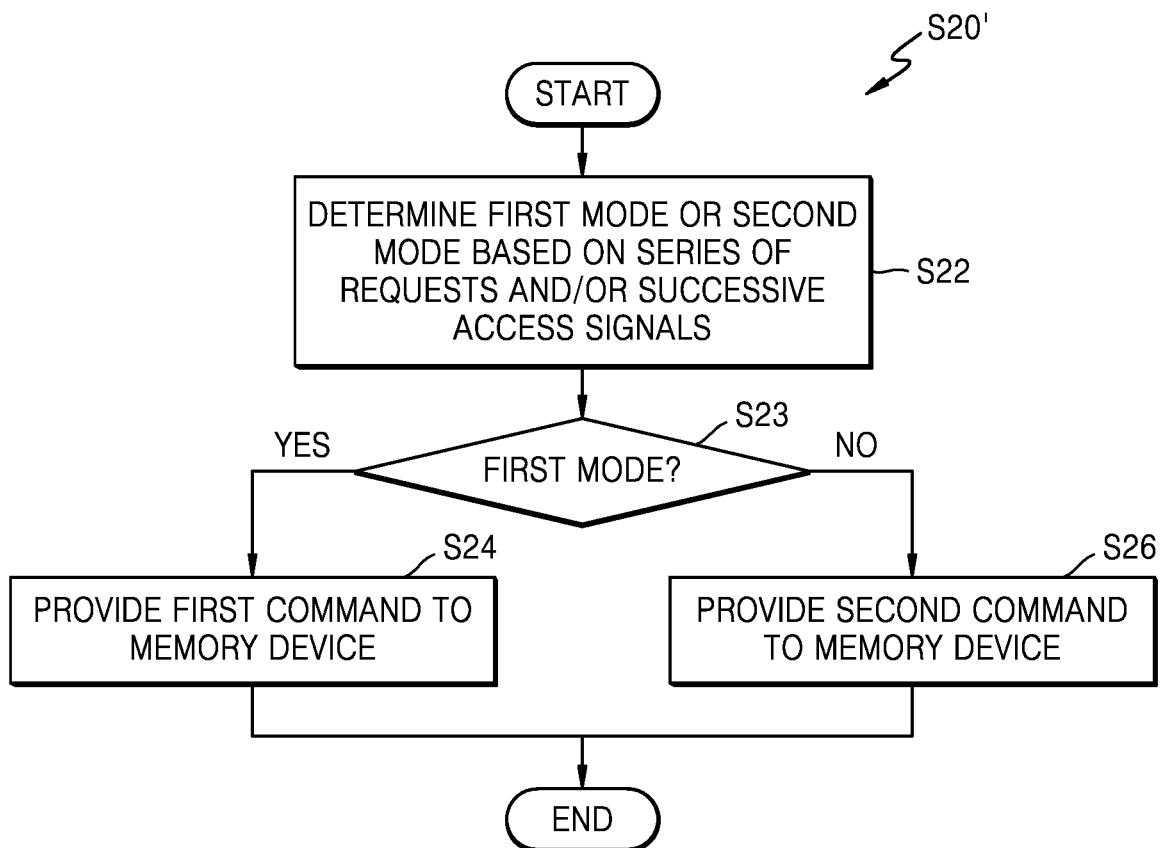 S20'
START
DETERMINE FIRST MODE OR SECOND
MODE BASED ON SERIES OF
REQUESTS AND/OR SUCCESSIVE
ACCESS SIGNALS
S22
S23
YES
FIRST MODE?
NO
S24
S26
PROVIDE FIRST COMMAND TO
MEMORY DEVICE
PROVIDE SECOND COMMAND
TO MEMORY DEVICE
END